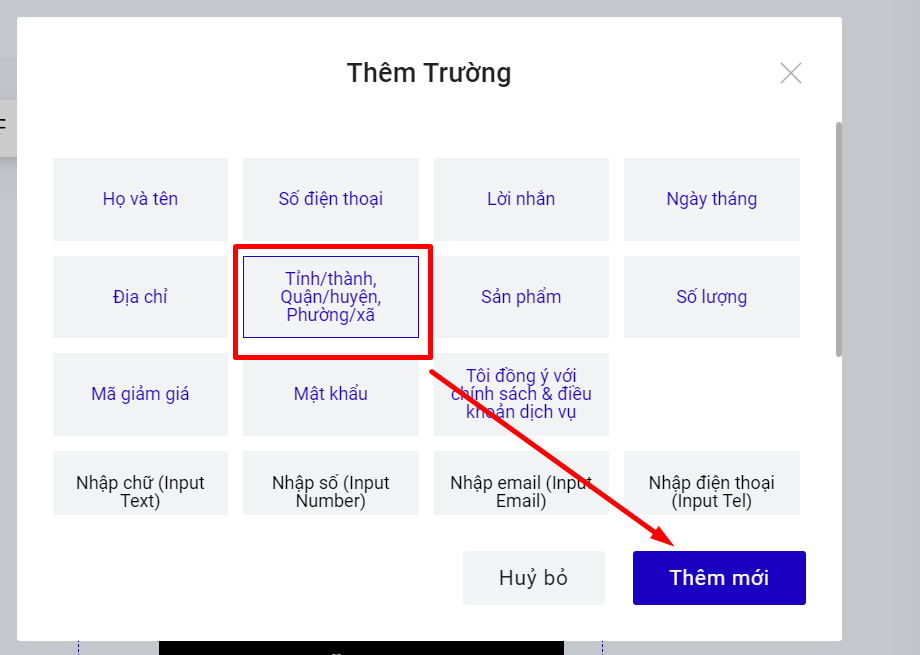 Thêm Trường
Họ và tên
Số điện thoại
Lời nhắn
Ngày tháng
Địa chỉ
Tỉnh/thành,
Quận/huyện,
Phường/xã
Sản phẩm
Số lượng
Mã giảm giá
Mật khẩu
Tôi đồng ý với
chính sách & điều
khoản dịch vụ
Nhập chữ (Input
Text)
Nhập số (Input
Number)
Nhập email (Input
Email)
Nhập điện thoại
(Input Tel)
Huỷ bỏ
Thêm mới